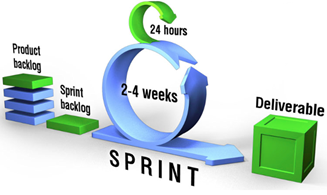 24 hours
Product
backlog
Sprint
backlog
2-4 weeks
Deliverable
SPRINT